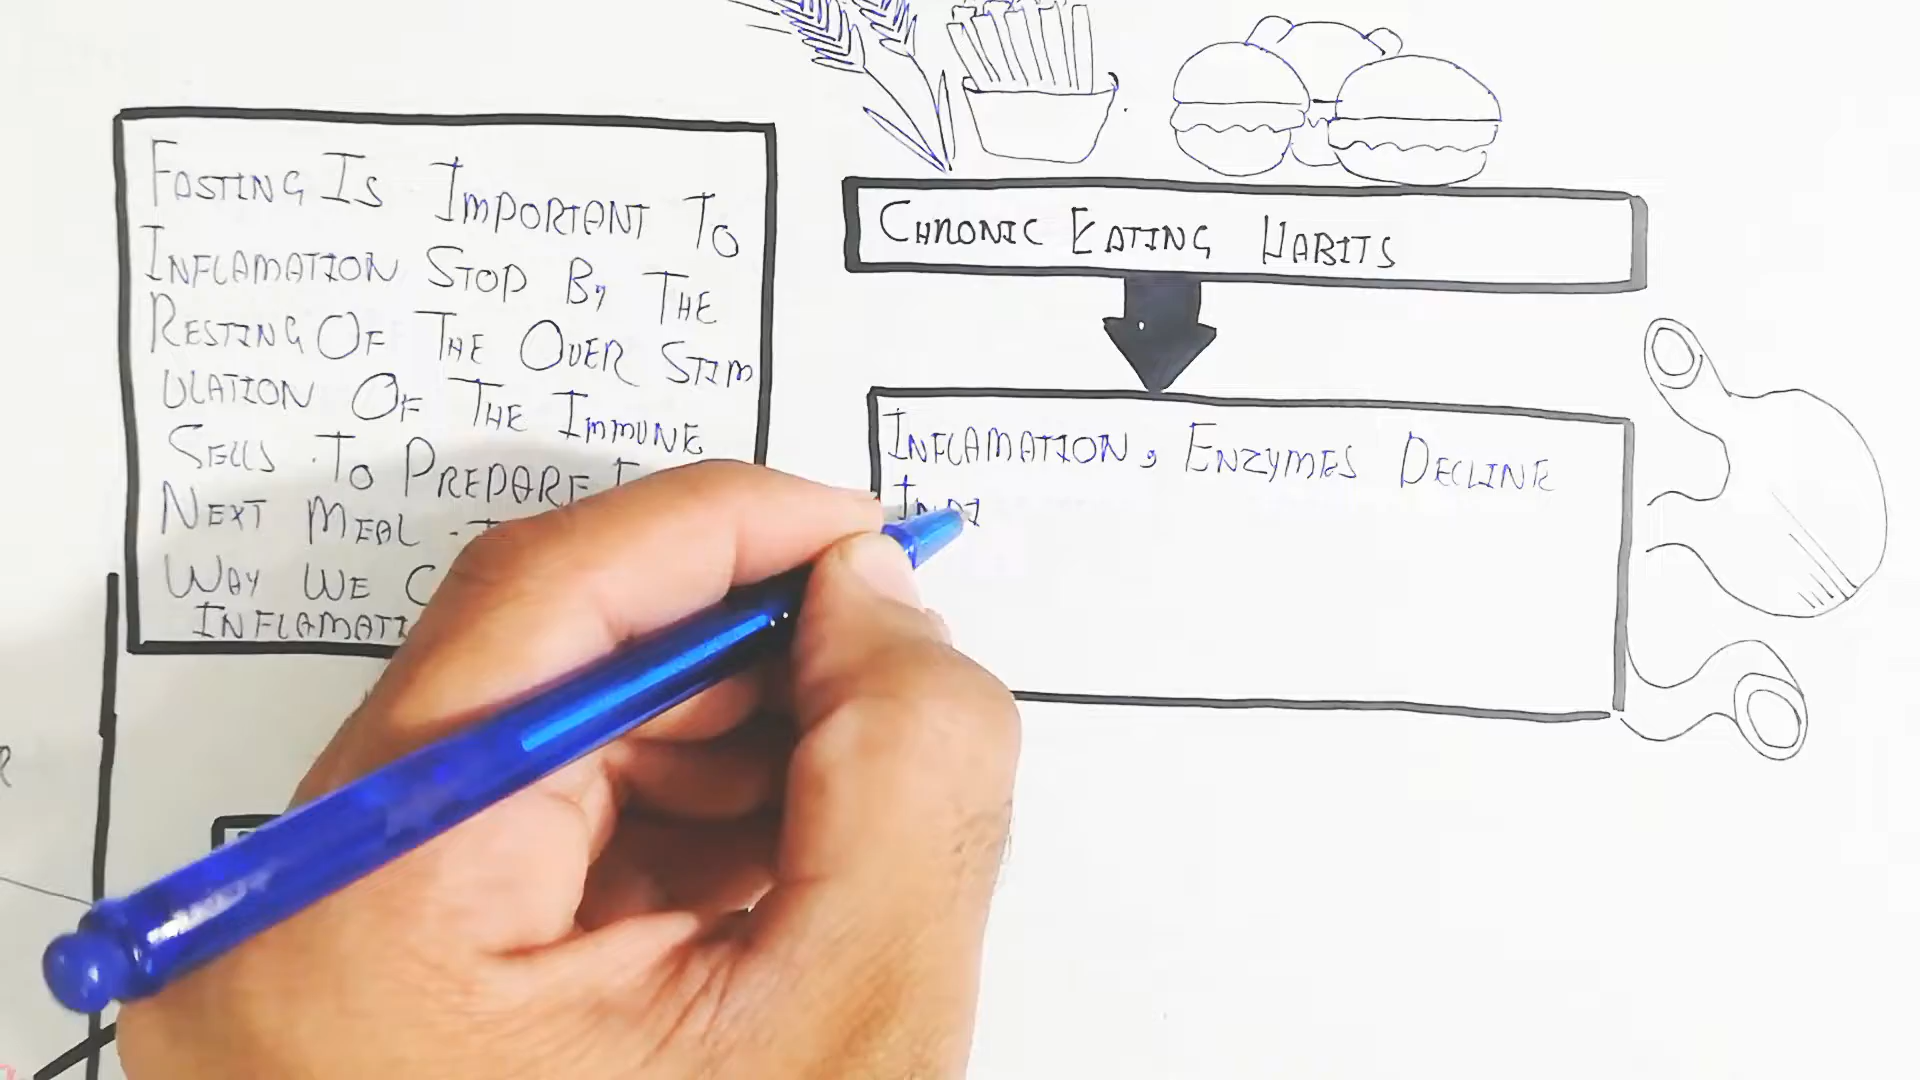 FASTING IS IMPORTANT TO
INFLAMATION STOP By THE
RESTING OF THE OVER STIM
ULATION OF THE IMMUNE
SELLS TO PREPARE
NEXT MEAL
WAY WE
INFLAMATI
CHRONIC EATING HABITS
INFLAMATION, ENZYMES DECLINE